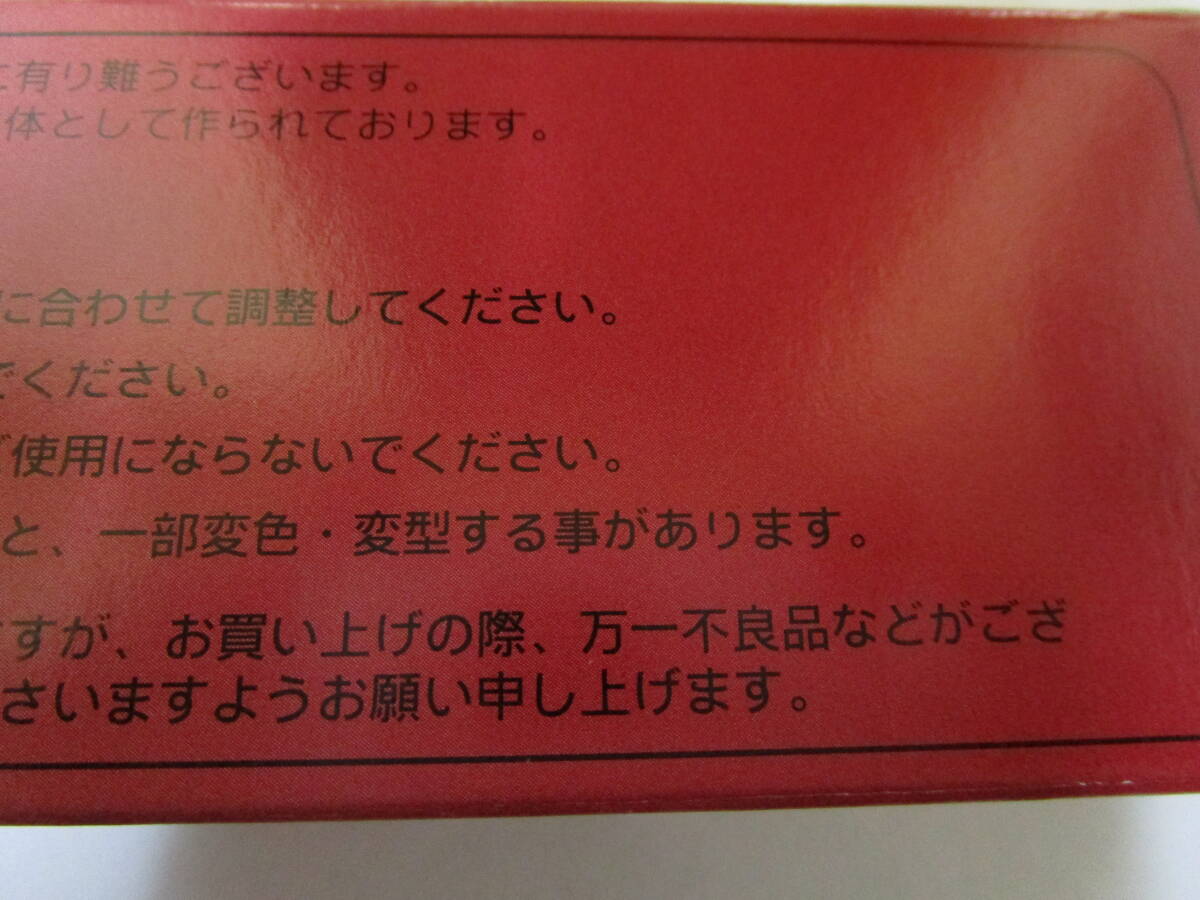 に有り難うございます。
体として作られております。
に合わせて調整してください。
でください。
ご使用にならないでください。
と、一部変色・変型する事があります。
ますが、お買い上げの際、万一不良品などがござ
さいますようお願い申し上げます。